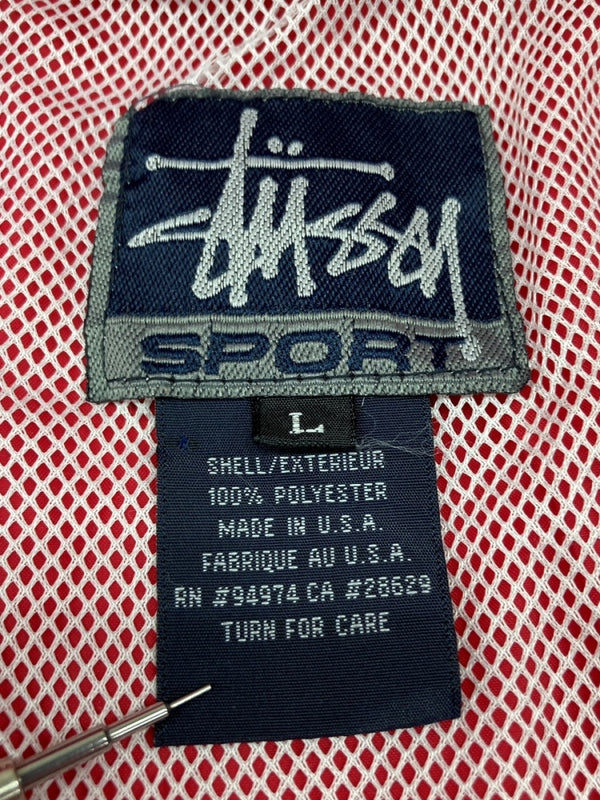 Stüssy
SPORT
L
SHELL/EXTERIEUR
100% POLYESTER
MADE IN U.S.A.
FABRIQUE AU U.S.A.
RN #94974 CA #28629
TURN FOR CARE